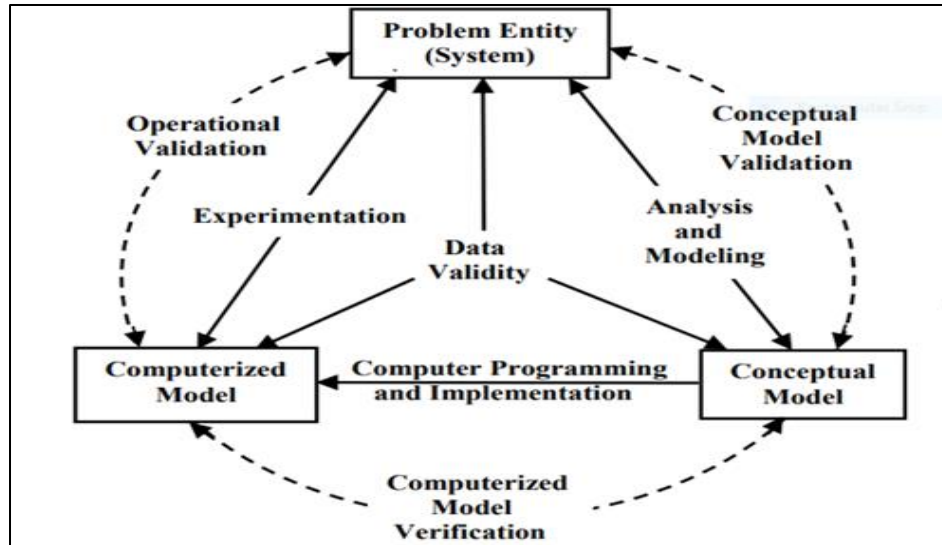 Problem Entity
(System)
Operational
Validation
Conceptual
Model
Validation
Experimentation
Analysis
and
Modeling
Data
Validity
Computerized
Model
Computer Programming
and Implementation
Conceptual
Model
Computerized
Model
Verification